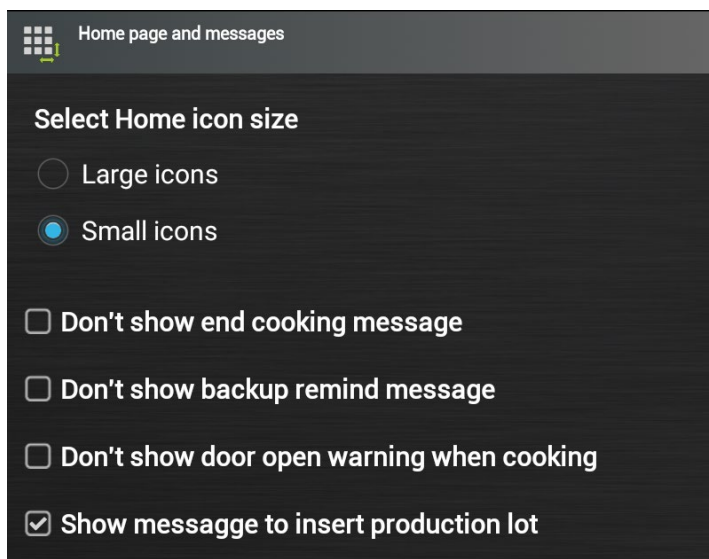 Home page and messages
Select Home icon size
Large icons
Small icons
Don't show end cooking message
Don't show backup remind message
Don't show door open warning when cooking
Show messagge to insert production lot